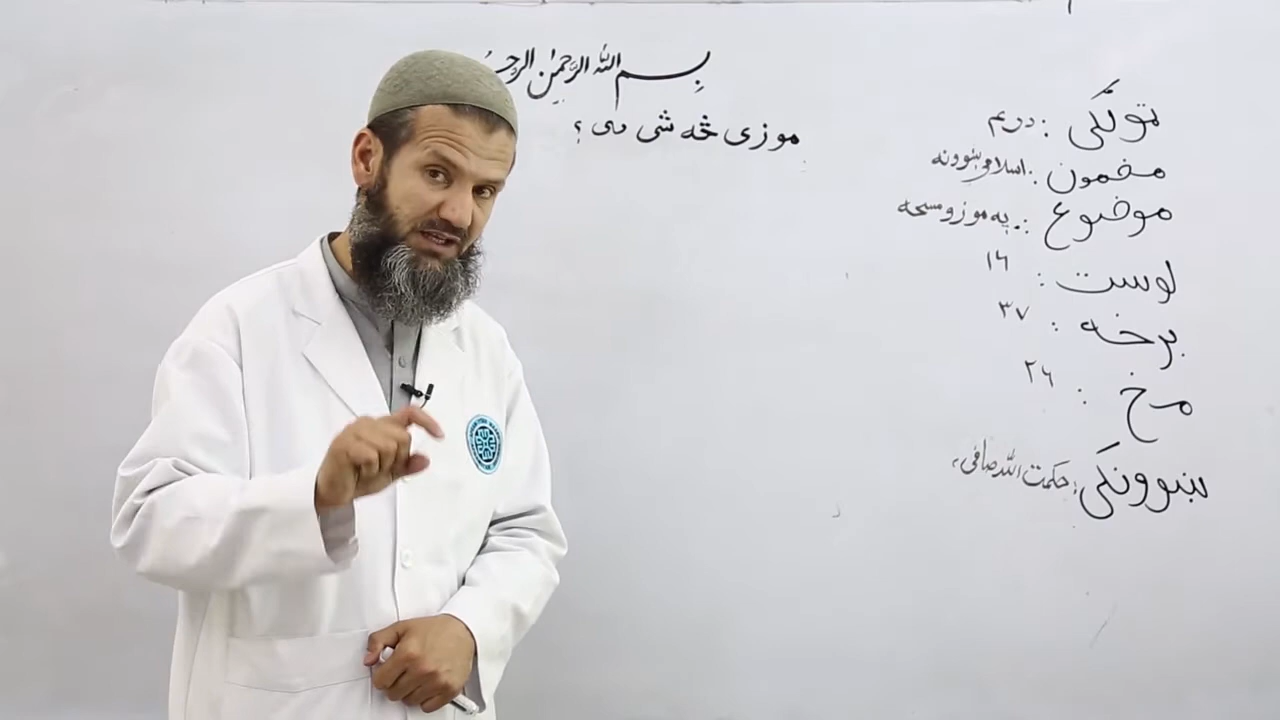 بسم الله الرحمن الرحیم
موزې څه شی دی؟
ټولګی: دریم
مضمون: اسلامي ښوونه
موضوع: په موزو مسحه
لوست: ۱۶
برخه: ۳۷
مخ: ۲۶
ښوونکی: حکمت الله صافی